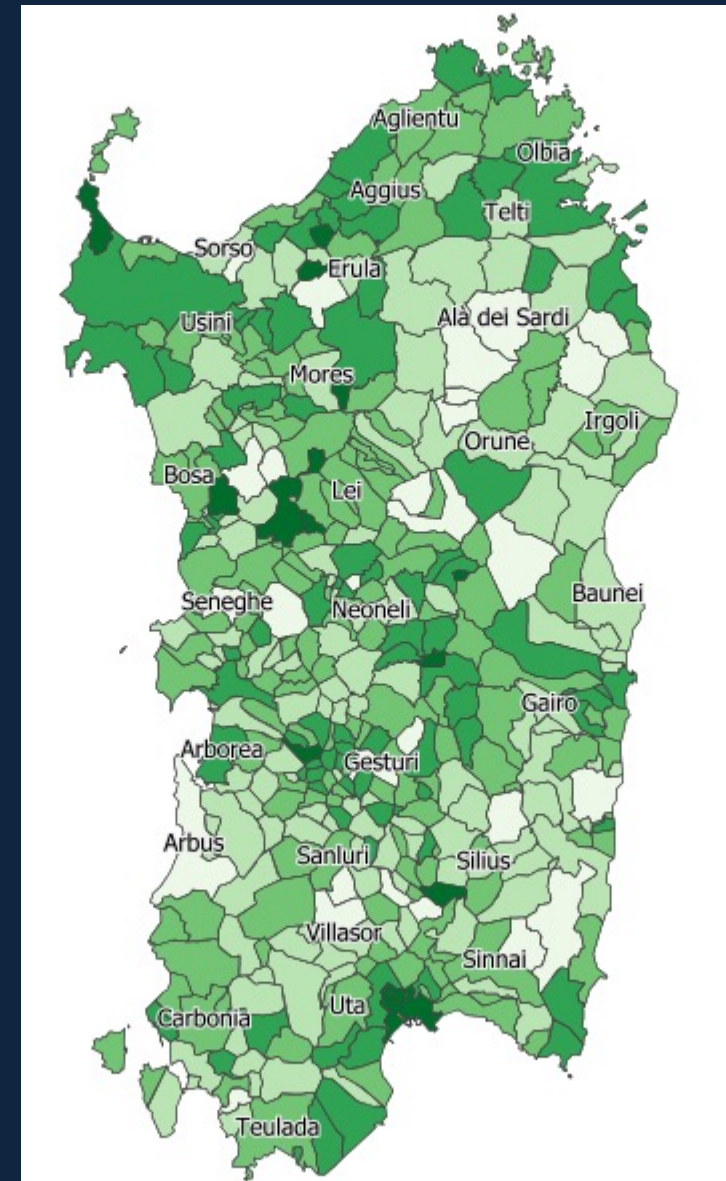 Aglientu
Olbia
Aggius
Telti
Sorso
Erula
Usini
Alà dei Sardi
Mores
Irgoli
Orune
Bosa
Lei
Baunei
Seneghe
Neoneli
Gairo
Arborea
Gesturi
Arbus
Sanluri
Silius
Villasor
Sinnai
Uta
Carbonia
Teulada